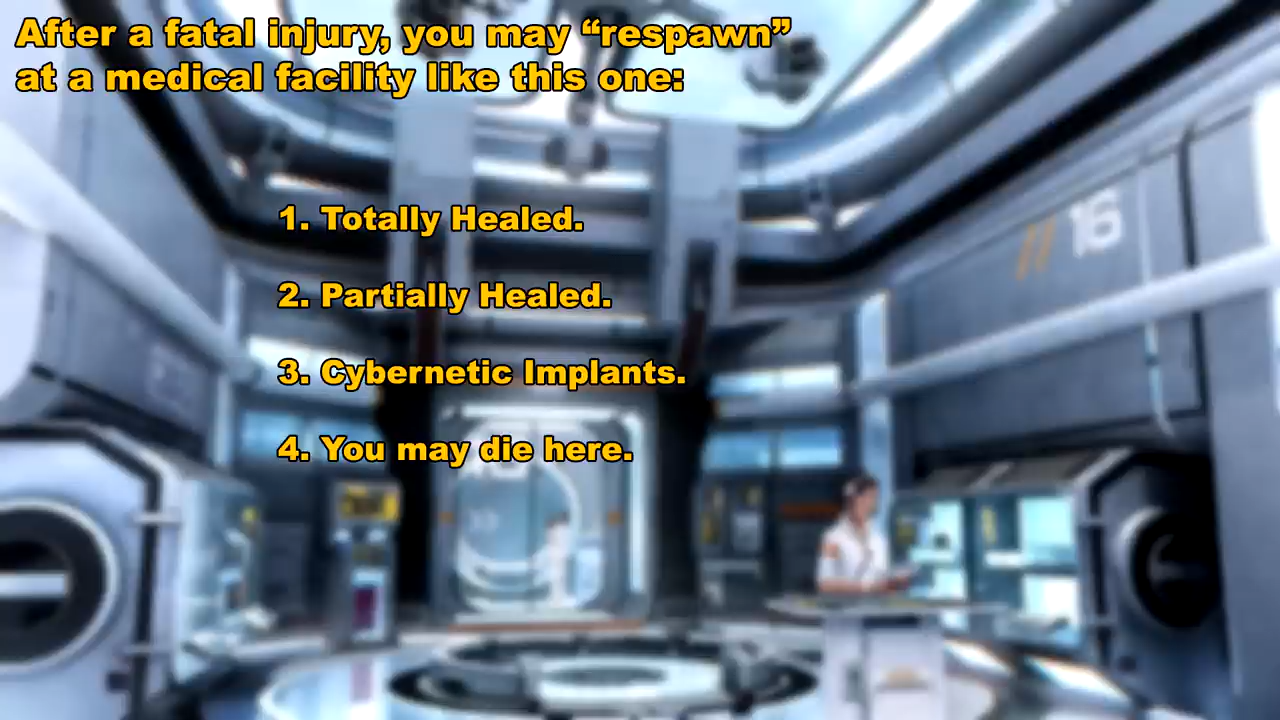 After a fatal injury, you may “respawn”
at a medical facility like this one:
1. Totally Healed.
2. Partially Healed.
3. Cybernetic Implants.
4. You may die here.
// 16